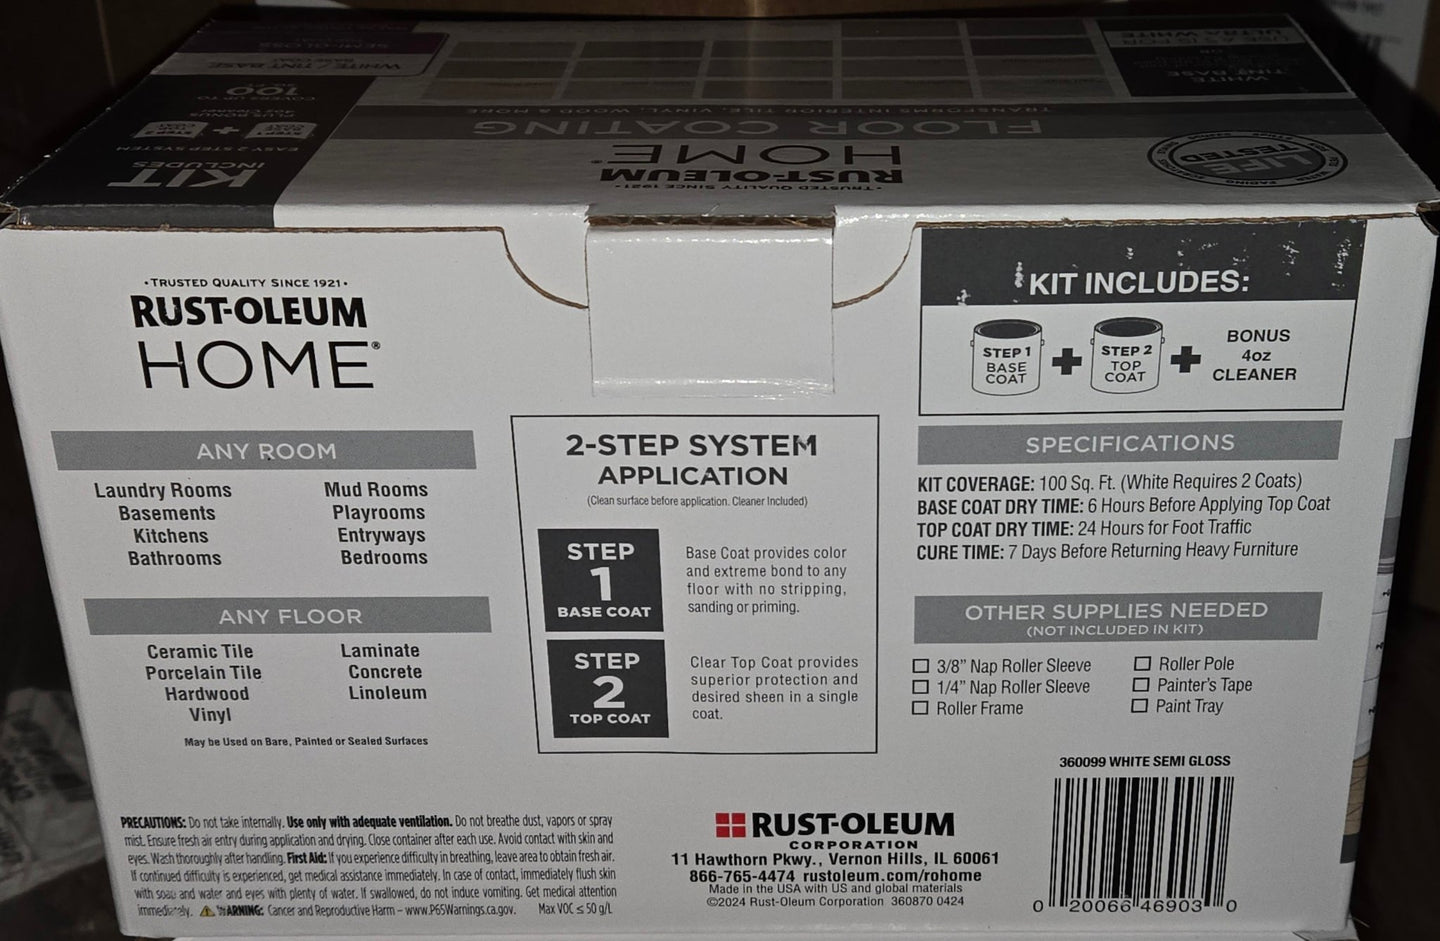 SEMI-GLOSS
WHITE / TINT BASE
COVERS UP TO
100
EASY 2 STEP SYSTEM
STEP 1
STEP 2
+
KIT
INCLUDES
ULTRA WHITE
TINT BASE
TRANSFORMS INTERIOR TILE, VINYL, WOOD & MORE
FLOOR COATING
HOME®
RUST-OLEUM
•TRUSTED QUALITY SINCE 1921•
LIFE
TESTED
•TRUSTED QUALITY SINCE 1921•
RUST-OLEUM
HOME®
ANY ROOM
Laundry Rooms
Basements
Kitchens
Bathrooms
Mud Rooms
Playrooms
Entryways
Bedrooms
ANY FLOOR
Ceramic Tile
Porcelain Tile
Hardwood
Vinyl
Laminate
Concrete
Linoleum
May be Used on Bare, Painted or Sealed Surfaces
2-STEP SYSTEM
APPLICATION
(Clean surface before application. Cleaner Included)
STEP
1
BASE COAT
Base Coat provides color
and extreme bond to any
floor with no stripping,
sanding or priming.
STEP
2
TOP COAT
Clear Top Coat provides
superior protection and
desired sheen in a single
coat.
KIT INCLUDES:
STEP 1
BASE
COAT
+
STEP 2
TOP
COAT
+
BONUS
4oz
CLEANER
SPECIFICATIONS
KIT COVERAGE: 100 Sq. Ft. (White Requires 2 Coats)
BASE COAT DRY TIME: 6 Hours Before Applying Top Coat
TOP COAT DRY TIME: 24 Hours for Foot Traffic
CURE TIME: 7 Days Before Returning Heavy Furniture
OTHER SUPPLIES NEEDED
(NOT INCLUDED IN KIT)
3/8” Nap Roller Sleeve
1/4” Nap Roller Sleeve
Roller Frame
Roller Pole
Painter's Tape
Paint Tray
PRECAUTIONS: Do not take internally. Use only with adequate ventilation. Do not breathe dust, vapors or spray
mist. Ensure fresh air entry during application and drying. Close container after each use. Avoid contact with skin and
eyes. Wash thoroughly after handling. First Aid: If you experience difficulty in breathing, leave area to obtain fresh air.
If continued difficulty is experienced, get medical assistance immediately. In case of contact, immediately flush skin
with soap and water and eyes with plenty of water. If swallowed, do not induce vomiting. Get medical attention
immediately. WARNING: Cancer and Reproductive Harm – www.P65Warnings.ca.gov. Max VOC ≤ 50 g/L
RUST-OLEUM
CORPORATION
11 Hawthorn Pkwy., Vernon Hills, IL 60061
866-765-4474 rustoleum.com/rohome
Made in the USA with US and global materials
©2024 Rust-Oleum Corporation 360870 0424
360099 WHITE SEMI GLOSS
0 20066 46903 0